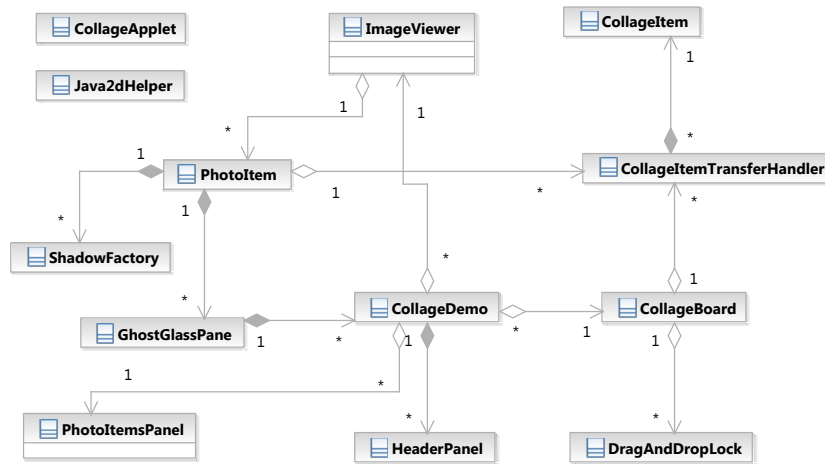 CollageApplet
ImageViewer
CollageItem
Java2dHelper
1
1
1
*
1
*
PhotoItem
1
*
CollageItemTransferHandler
1
*
*
ShadowFactory
*
*
1
CollageDemo
CollageBoard
GhostGlassPane
1
*
1
*
1
1
1
*
*
*
PhotoItemsPanel
HeaderPanel
DragAndDropLock